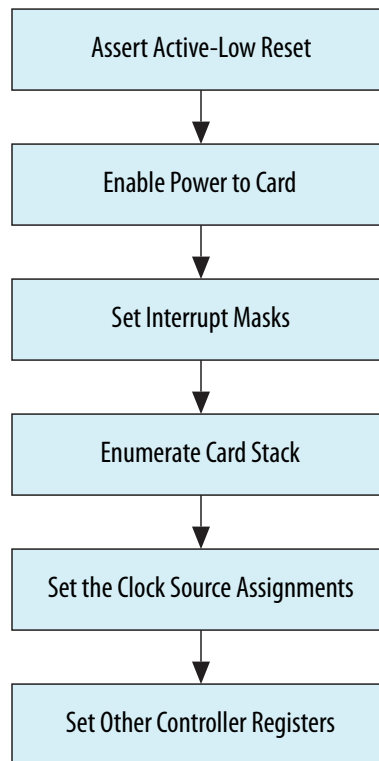 Assert Active-Low Reset
Enable Power to Card
Set Interrupt Masks
Enumerate Card Stack
Set the Clock Source Assignments
Set Other Controller Registers